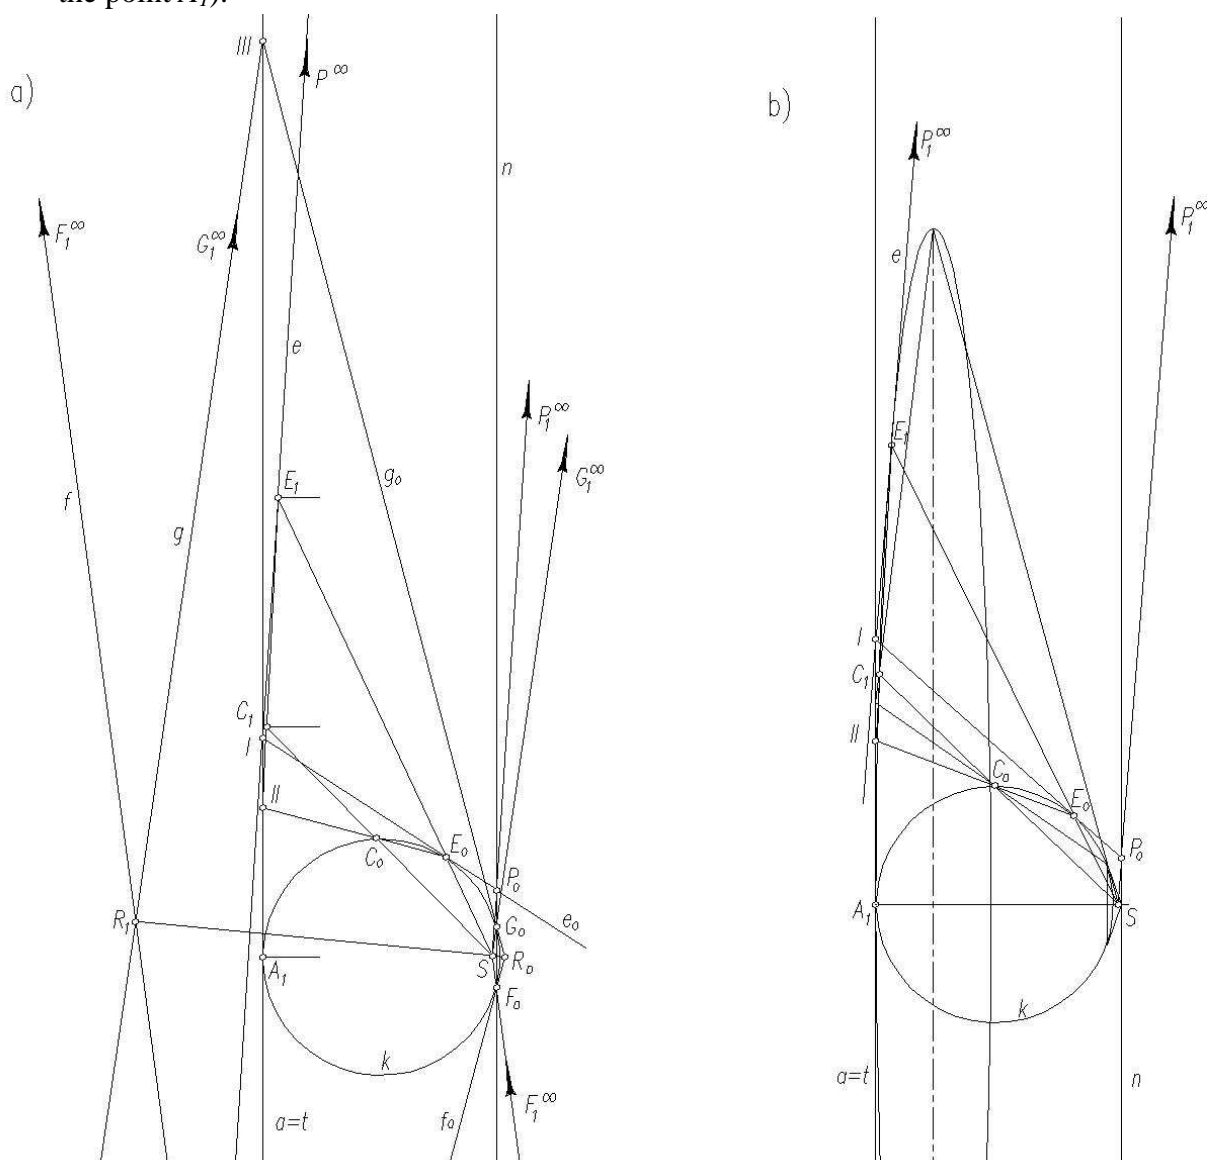 the point A₁).
a)
III
P^∞
n
F₁^∞
G₁^∞
e
P₁^∞
G₁^∞
f
g
g₀
E₁
C₁
I
II
C₀
E₀
P₀
R₁
G₀
e₀
A₁
S
R₀
F₀
k
F₁^∞
a=t
f₀
b)
P₁^∞
P₁^∞
e
E₁
I
C₁
II
C₀
E₀
P₀
A₁
S
k
a=t
n